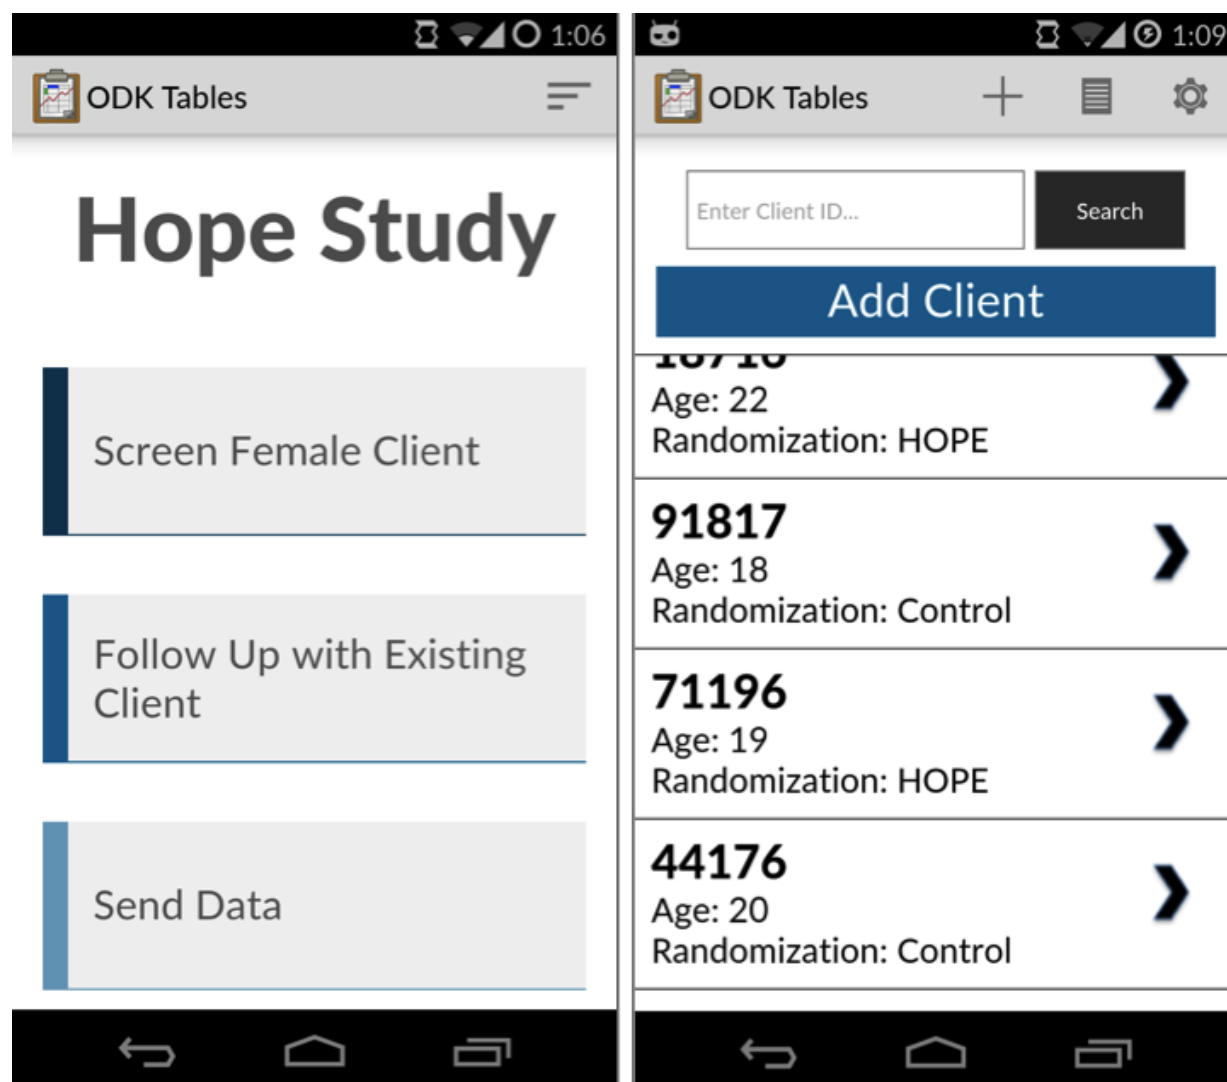 1:06
ODK Tables
Hope Study
Screen Female Client
Follow Up with Existing
Client
Send Data
1:09
ODK Tables
Enter Client ID...
Search
Add Client
Age: 22
Randomization: HOPE
91817
Age: 18
Randomization: Control
71196
Age: 19
Randomization: HOPE
44176
Age: 20
Randomization: Control